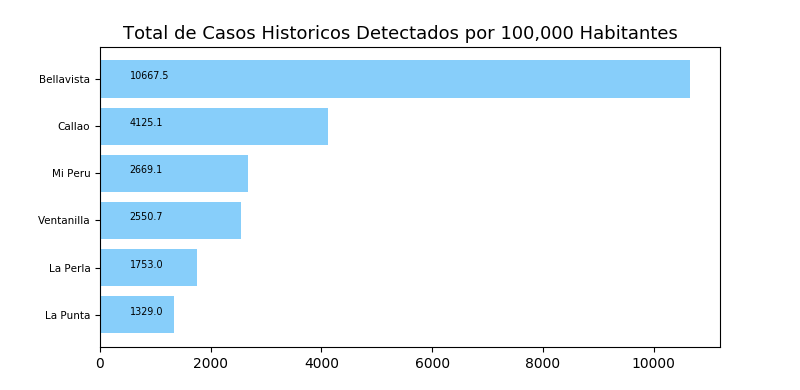 Total de Casos Historicos Detectados por 100,000 Habitantes
Bellavista 10667.5
Callao 4125.1
Mi Peru 2669.1
Ventanilla 2550.7
La Perla 1753.0
La Punta 1329.0
0 2000 4000 6000 8000 10000